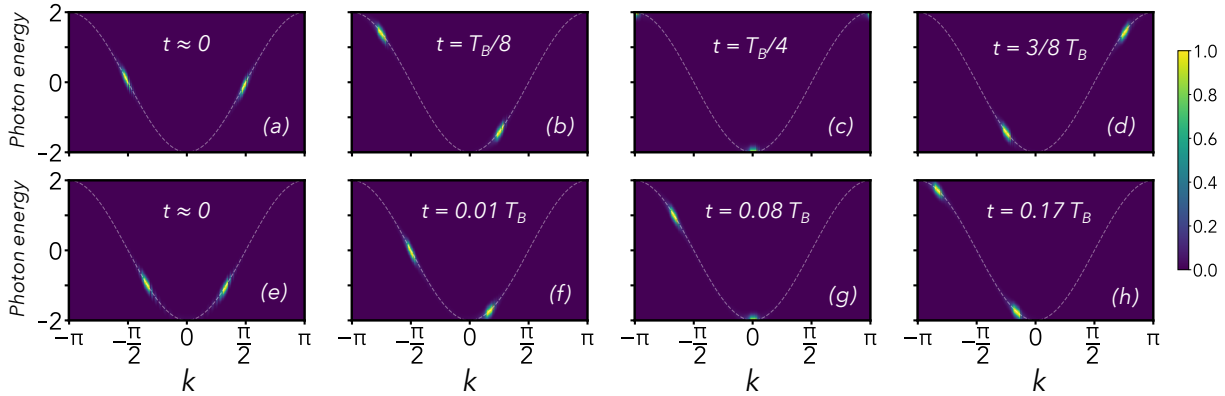 2
0
−2
Photon energy
t ≈ 0
(a)
t = T_B/8
(b)
t = T_B/4
(c)
t = 3/8 T_B
(d)
2
0
−2
Photon energy
t ≈ 0
(e)
t = 0.01 T_B
(f)
t = 0.08 T_B
(g)
t = 0.17 T_B
(h)
−π −π/2 0 π/2 π
−π −π/2 0 π/2 π
−π −π/2 0 π/2 π
−π −π/2 0 π/2 π
k
k
k
k
1.0
0.8
0.6
0.4
0.2
0.0